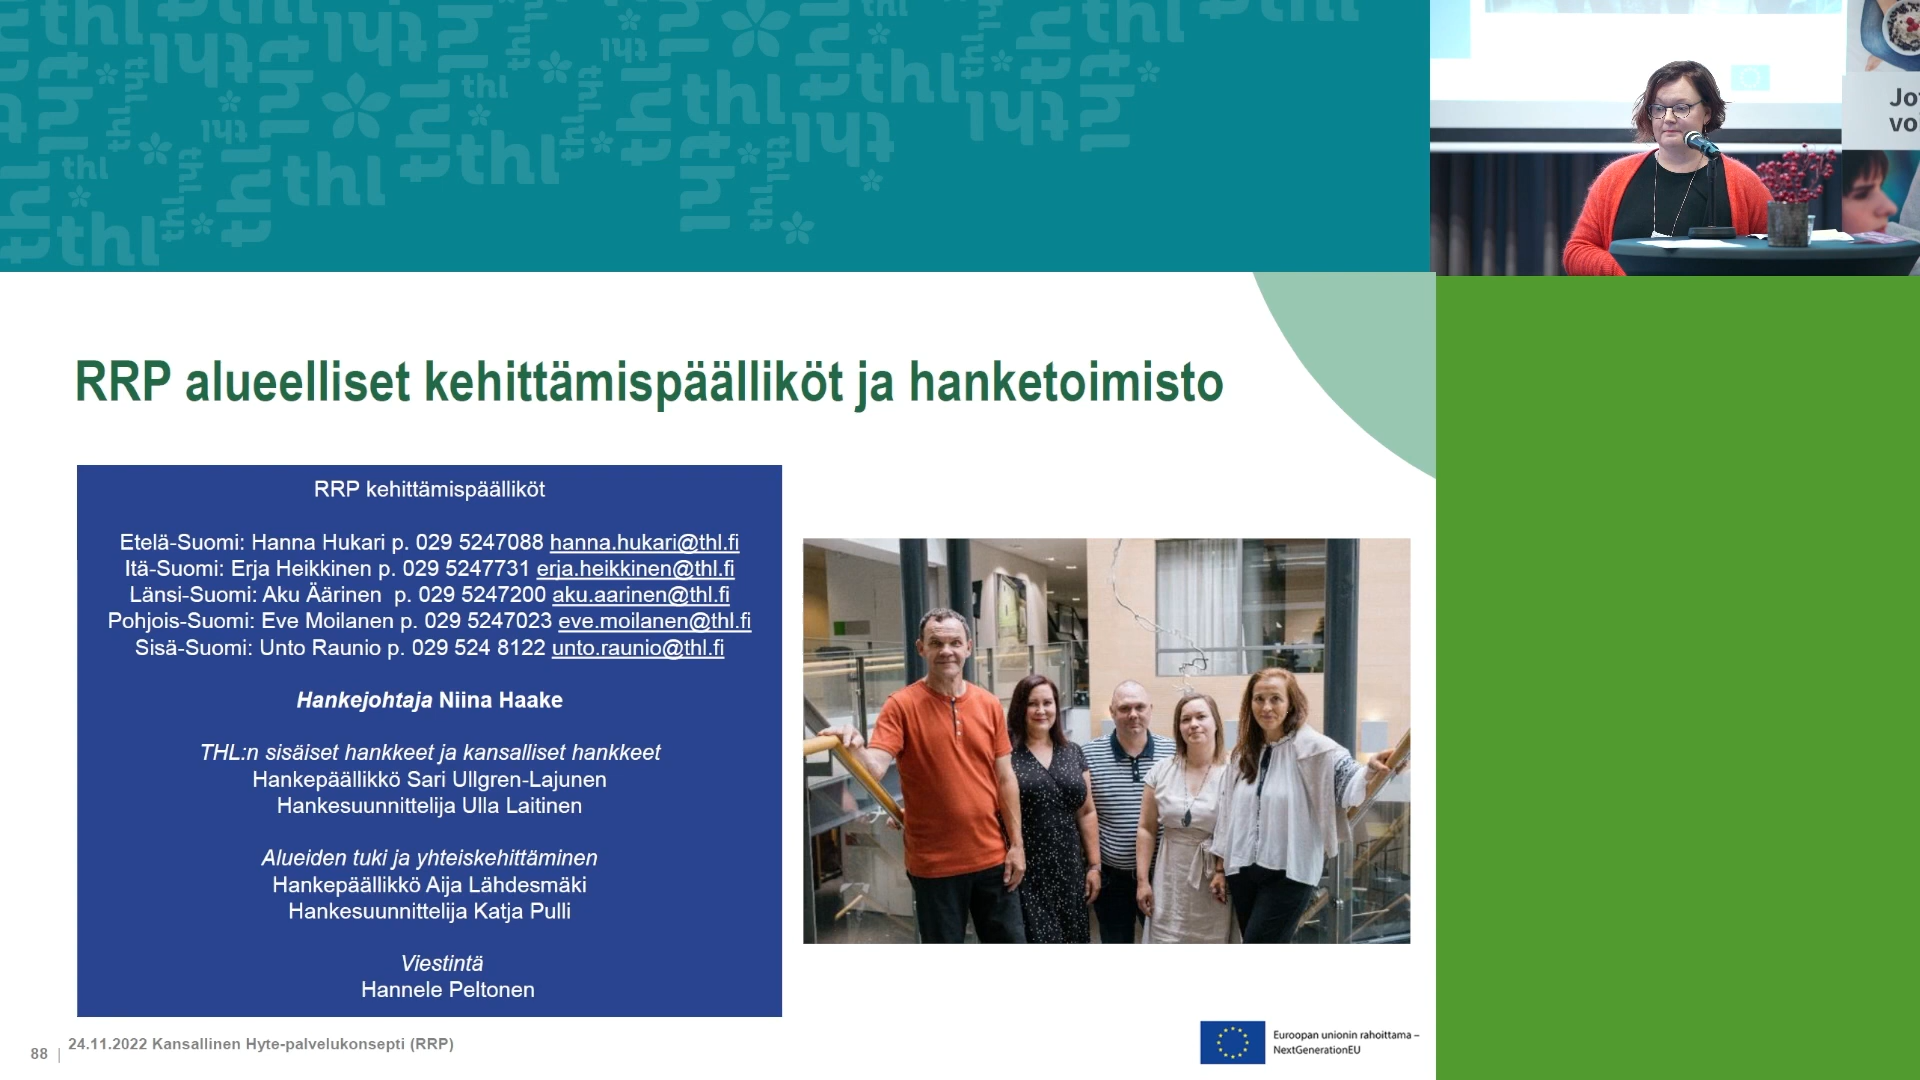 thl
Jo
vo
RRP alueelliset kehittämispäälliköt ja hanketoimisto
RRP kehittämispäälliköt
Etelä-Suomi: Hanna Hukari p. 029 5247088 hanna.hukari@thl.fi
Itä-Suomi: Erja Heikkinen p. 029 5247731 erja.heikkinen@thl.fi
Länsi-Suomi: Aku Äärinen p. 029 5247200 aku.aarinen@thl.fi
Pohjois-Suomi: Eve Moilanen p. 029 5247023 eve.moilanen@thl.fi
Sisä-Suomi: Unto Raunio p. 029 524 8122 unto.raunio@thl.fi
Hankejohtaja Niina Haake
THL:n sisäiset hankkeet ja kansalliset hankkeet
Hankepäällikkö Sari Ullgren-Lajunen
Hankesuunnittelija Ulla Laitinen
Alueiden tuki ja yhteiskehittäminen
Hankepäällikkö Aija Lähdesmäki
Hankesuunnittelija Katja Pulli
Viestintä
Hannele Peltonen
88 | 24.11.2022 Kansallinen Hyte-palvelukonsepti (RRP)
Euroopan unionin rahoittama –
NextGenerationEU